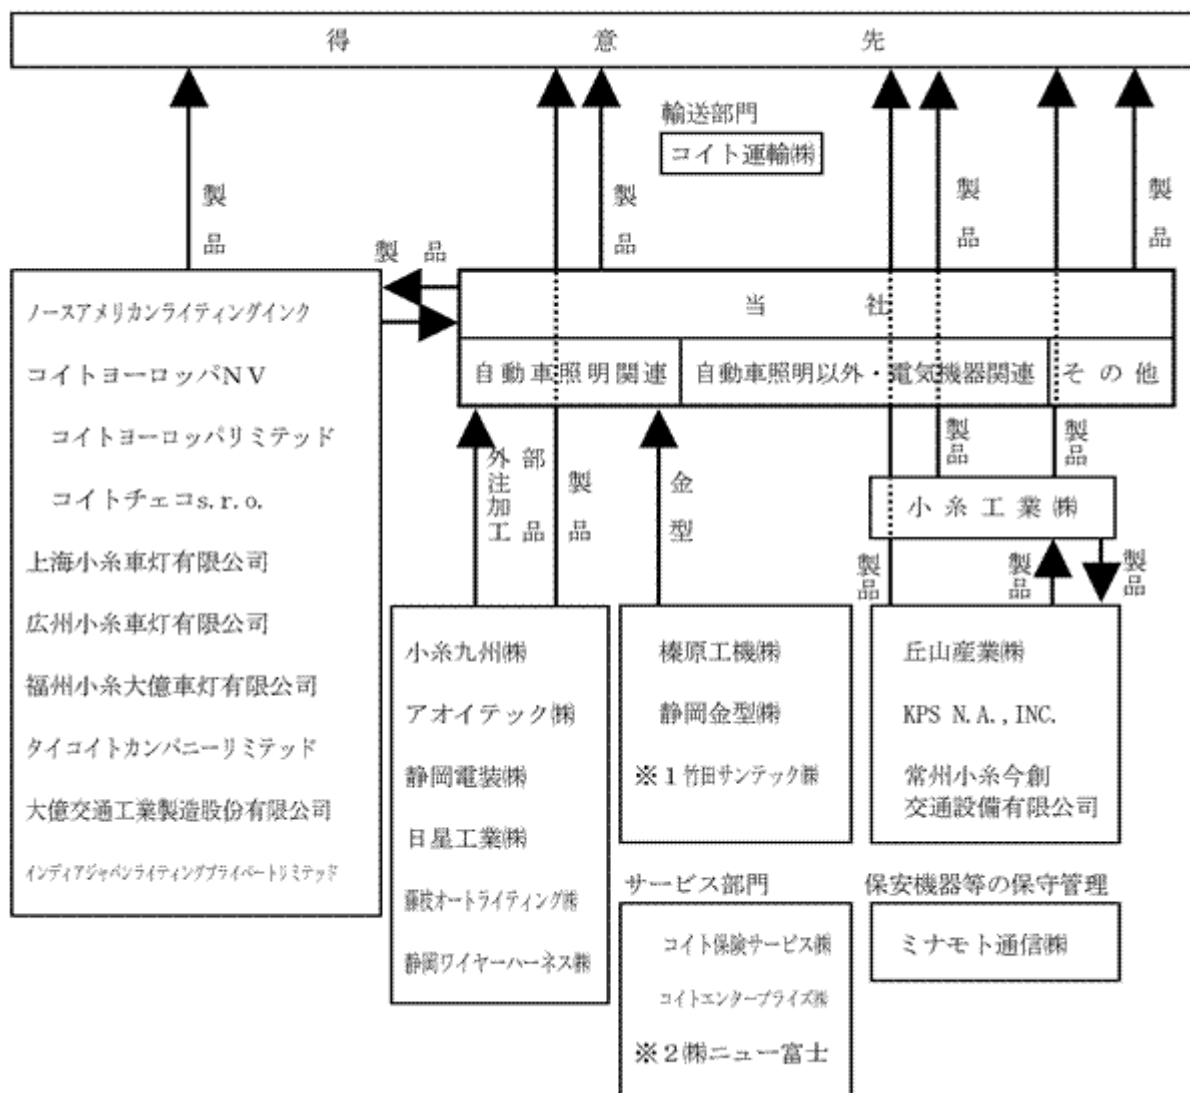 得意先
輸送部門
コイト運輸㈱
製品
製品
製品
製品
製品
当社
自動車照明関連
自動車照明以外・電気機器関連
その他
ノースアメリカンライティングインク
コイトヨーロッパＮＶ
コイトヨーロッパリミテッド
コイトチェコs.r.o.
上海小糸車灯有限公司
広州小糸車灯有限公司
福州小糸大億車灯有限公司
タイコイトカンパニーリミテッド
大億交通工業製造股份有限公司
インディアジャパンライティングプライベートリミテッド
外注加工
部品
製品
金型
製品
製品
小糸工業㈱
製品
製品
製品
小糸九州㈱
アオイテック㈱
静岡電装㈱
日星工業㈱
藤枝オートライティング㈱
静岡ワイヤーハーネス㈱
榛原工機㈱
静岡金型㈱
※１竹田サンテック㈱
丘山産業㈱
KPS N.A.,INC.
常州小糸今創
交通設備有限公司
サービス部門
コイト保険サービス㈱
コイトエンタープライズ㈱
※２㈱ニュー富士
保安機器等の保守管理
ミナモト通信㈱